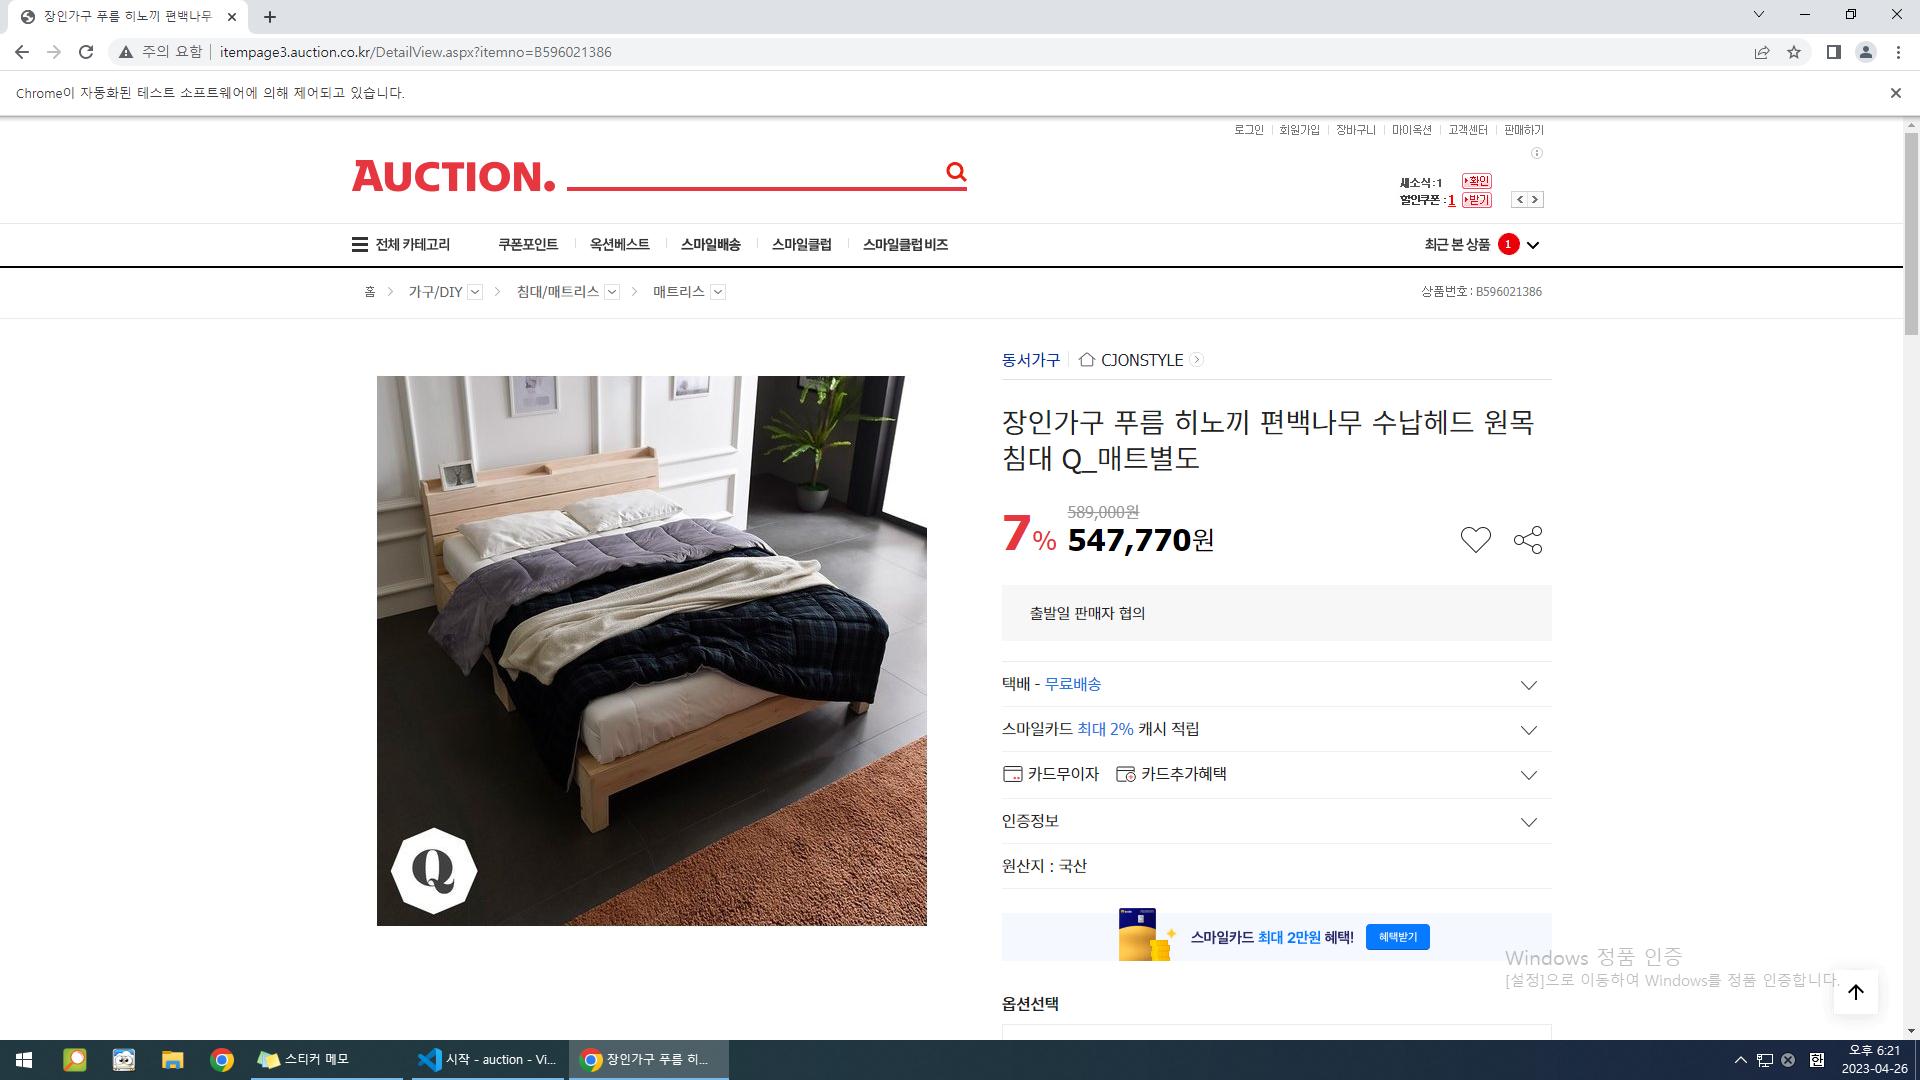 장인가구 푸름 히노끼 편백나무
주의 요함
itempage3.auction.co.kr/DetailView.aspx?itemno=B596021386
Chrome이 자동화된 테스트 소프트웨어에 의해 제어되고 있습니다.
로그인 회원가입 장바구니 마이옥션 고객센터 판매하기
AUCTION.
새소식:1 확인
할인쿠폰:1 받기
전체 카테고리 쿠폰포인트 옥션베스트 스마일배송 스마일클럽 스마일클럽 비즈 최근 본 상품 1
홈 > 가구/DIY > 침대/매트리스 > 매트리스 상품번호 : B596021386
동서가구 CJONSTYLE
장인가구 푸름 히노끼 편백나무 수납헤드 원목
침대 Q_매트별도
589,000원
7% 547,770원
출발일 판매자 협의
택배 - 무료배송
스마일카드 최대 2% 캐시 적립
카드무이자 카드추가혜택
인증정보
원산지 : 국산
Q
스마일카드 최대 2만원 혜택! 혜택받기
Windows 정품 인증
[설정]으로 이동하여 Windows를 정품 인증합니다.
옵션선택
스티커 메모
시작 - auction - Vi...
장인가구 푸름 히...
한
오후 6:21
2023-04-26